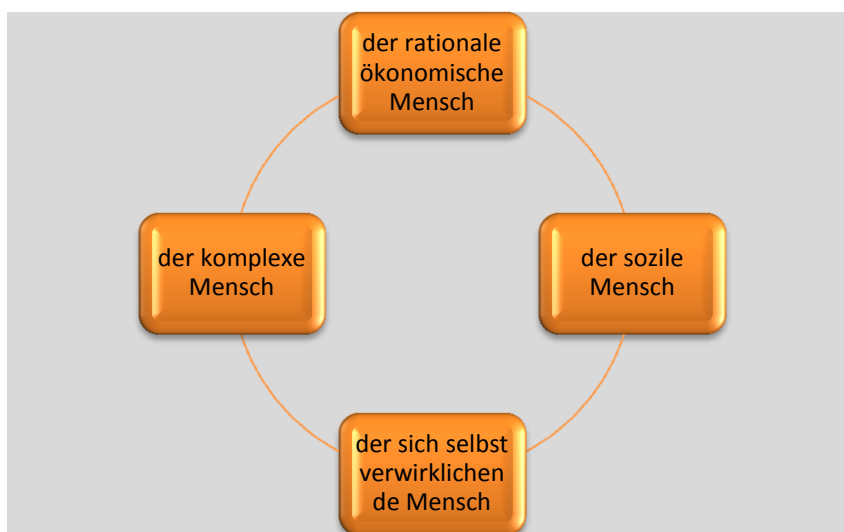 der rationale
ökonomische
Mensch
der komplexe
Mensch
der sozile
Mensch
der sich selbst
verwirklichen
de Mensch